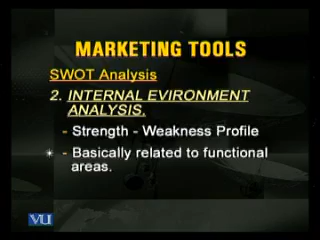 MARKETING TOOLS
SWOT Analysis
2. INTERNAL EVIRONMENT
ANALYSIS.
- Strength - Weakness Profile
- Basically related to functional
areas.
VU